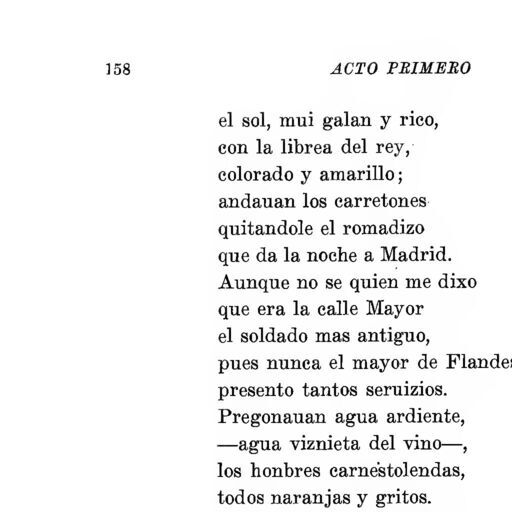 158 ACTO PRIMERO
el sol, mui galan y rico,
con la librea del rey,
colorado y amarillo;
andauan los carretones
quitandole el romadizo
que da la noche a Madrid.
Aunque no se quien me dixo
que era la calle Mayor
el soldado mas antiguo,
pues nunca el mayor de Flandes
presento tantos seruizios.
Pregonauan agua ardiente,
—agua viznieta del vino—,
los honbres carnestolendas,
todos naranjas y gritos.